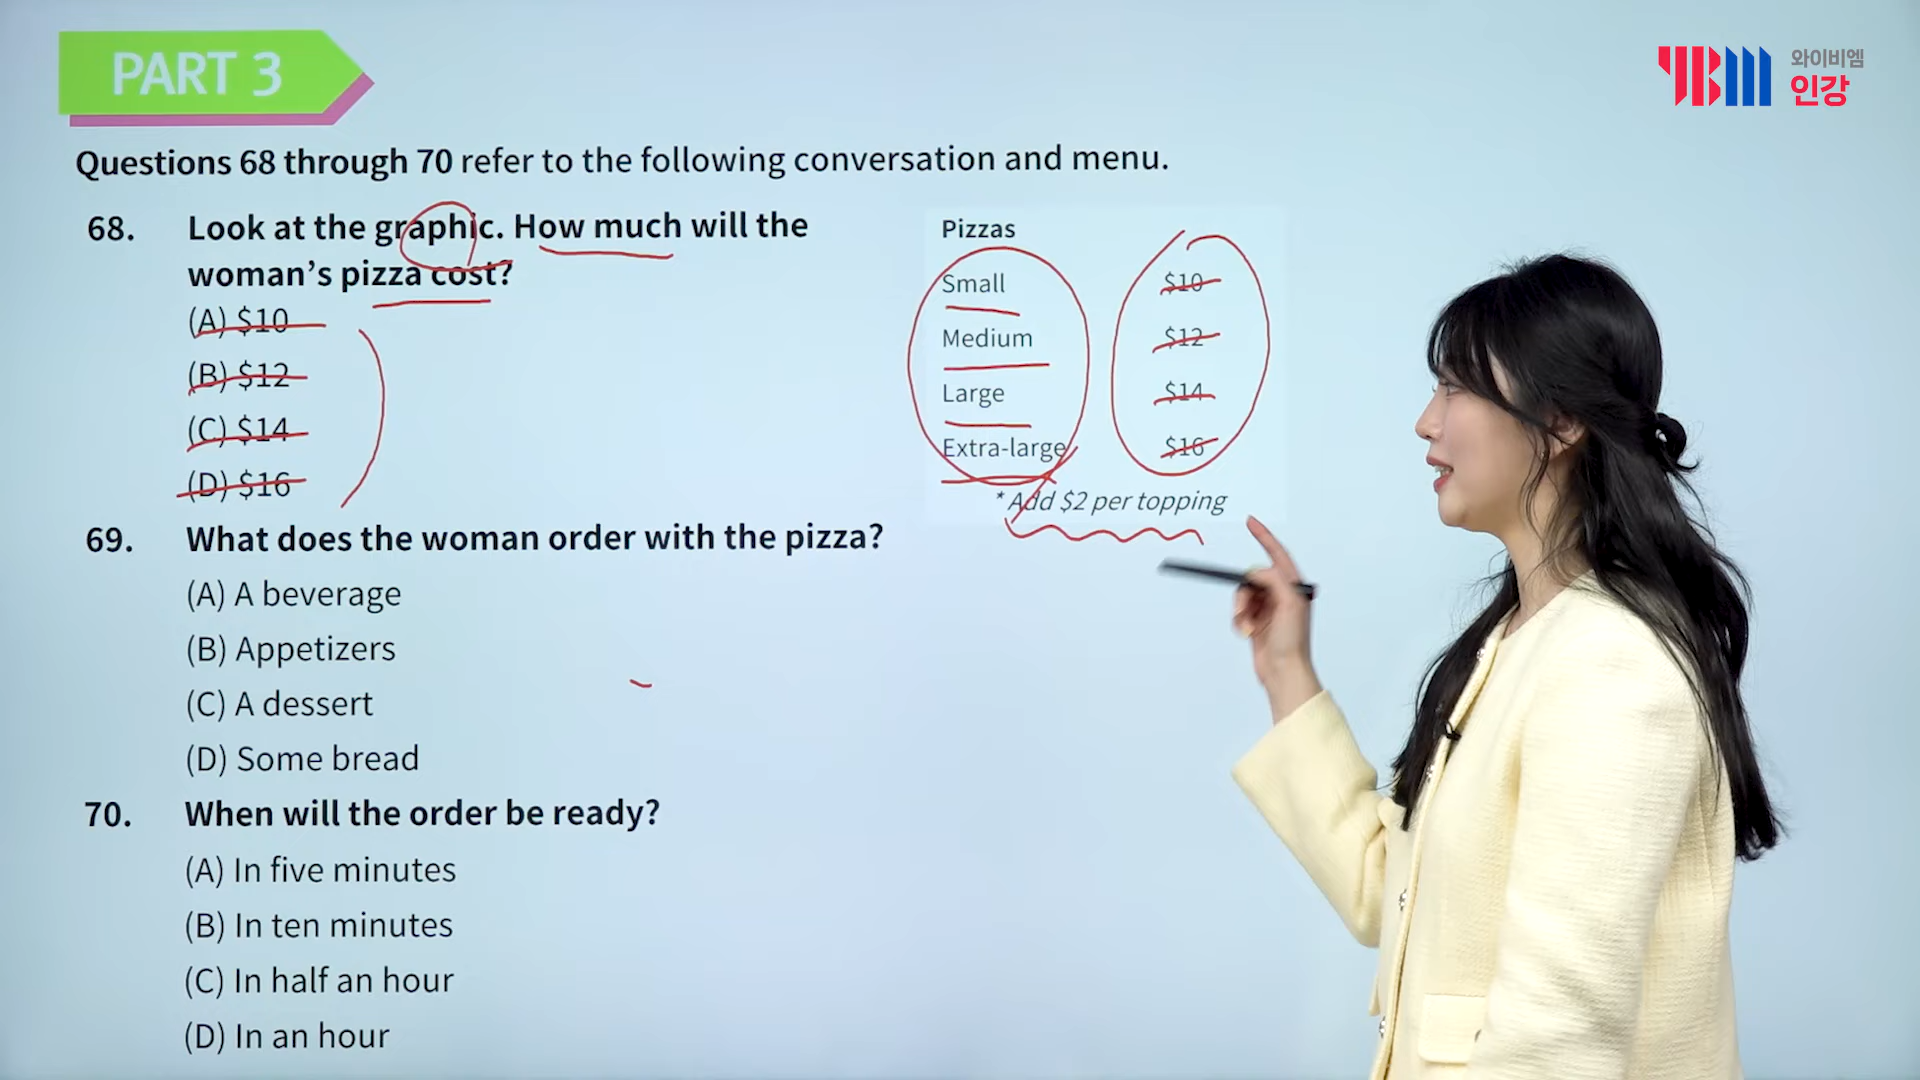 PART 3
YBM 와이비엠
인강
Questions 68 through 70 refer to the following conversation and menu.
68. Look at the graphic. How much will the
woman's pizza cost?
(A) $10
(B) $12
(C) $14
(D) $16
Pizzas
Small $10
Medium $12
Large $14
Extra-large $16
* Add $2 per topping
69. What does the woman order with the pizza?
(A) A beverage
(B) Appetizers
(C) A dessert
(D) Some bread
70. When will the order be ready?
(A) In five minutes
(B) In ten minutes
(C) In half an hour
(D) In an hour